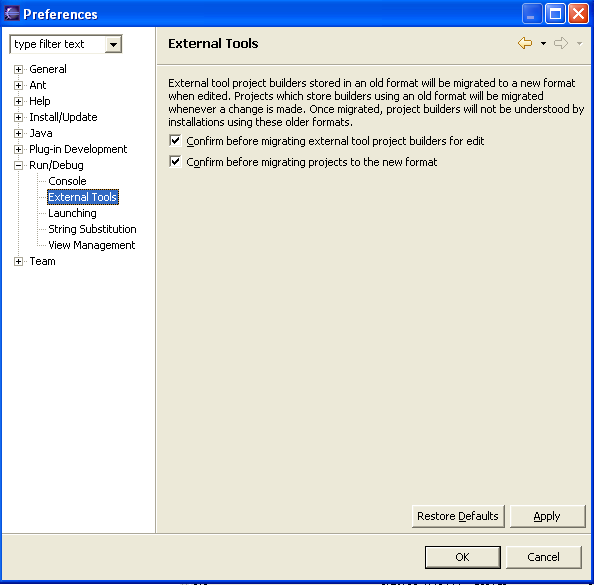 Preferences
type filter text
External Tools
General
Ant
Help
Install/Update
Java
Plug-in Development
Run/Debug
Console
External Tools
Launching
String Substitution
View Management
Team
External tool project builders stored in an old format will be migrated to a new format
when edited. Projects which store builders using an old format will be migrated
whenever a change is made. Once migrated, project builders will not be understood by
installations using these older formats.
Confirm before migrating external tool project builders for edit
Confirm before migrating projects to the new format
Restore Defaults
Apply
OK
Cancel